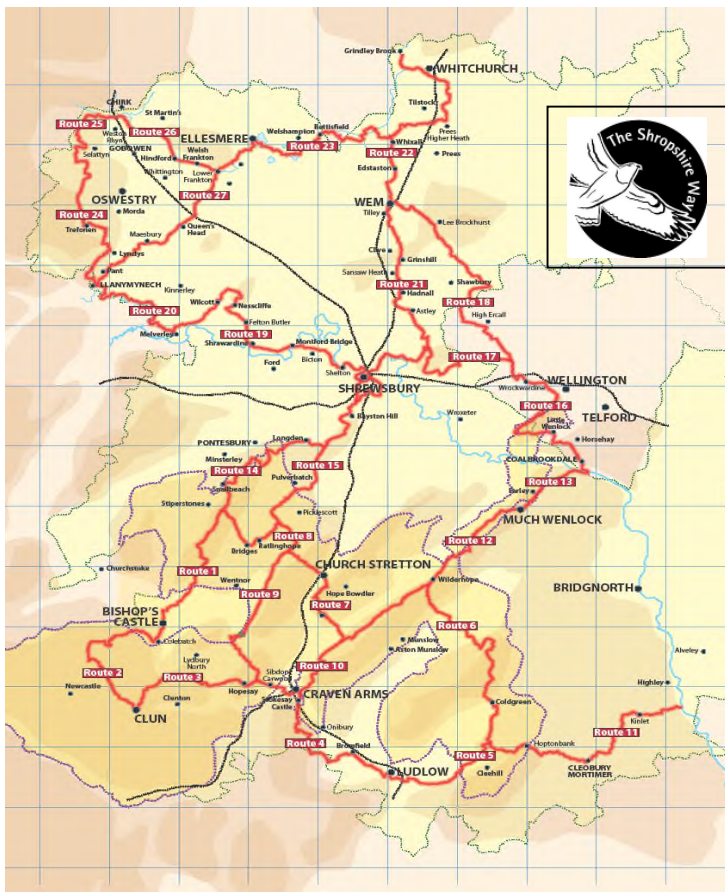 Grindley Brook
WHITCHURCH
The Shropshire Way
CHIRK
St Martin's
Tilstock
Route 25
Weston
Rhyn
Route 26
ELLESMERE
Welshampton
Bettisfield
Prees
Higher Heath
Selattyn
GOBOWEN
Hindford
Welsh
Frankton
Route 23
Whixall
Route 22
Prees
Whittington
Lower
Frankton
Edstaston
OSWESTRY
Route 27
WEM
Morda
Tilley
Route 24
Treflach
Maesbury
Queen's
Head
Lee Brockhurst
Llynclys
Clive
Grinshill
Pant
Sansaw Heath
LLANYMYNECH
Kinnerley
Route 21
Shawbury
Wilcott
Nesscliffe
Hadnall
Route 18
Route 20
Felton Butler
Astley
High Ercall
Melverley
Route 19
Shrawardine
Montford Bridge
Bicton
Route 17
Ford
Shelton
SHREWSBURY
WELLINGTON
Wrockwardine
TELFORD
Bayston Hill
Wroxeter
Route 16
Little
Wenlock
PONTESBURY
Longden
Horsehay
Minsterley
Route 14
Route 15
COALBROOKDALE
Snailbeach
Pulverbatch
Route 13
Farley
Stiperstones
Picklescott
MUCH WENLOCK
Route 8
Bridges
Ratlinghope
Route 12
Churchstoke
Route 1
CHURCH STRETTON
Wentnor
Wilderhope
BRIDGNORTH
Route 9
Hope Bowdler
BISHOP'S
CASTLE
Route 7
Colebatch
Route 6
Munslow
Aston Munslow
Alveley
Lydbury
North
Route 2
Route 3
Route 10
Sibdon
Carwood
Newcastle
Hopesay
CRAVEN ARMS
Highley
Clunton
Stokesay
Castle
Coldgreen
CLUN
Kinlet
Onibury
Route 11
Route 4
Bromfield
Route 5
Hoptonbank
LUDLOW
Cleehill
CLEOBURY
MORTIMER